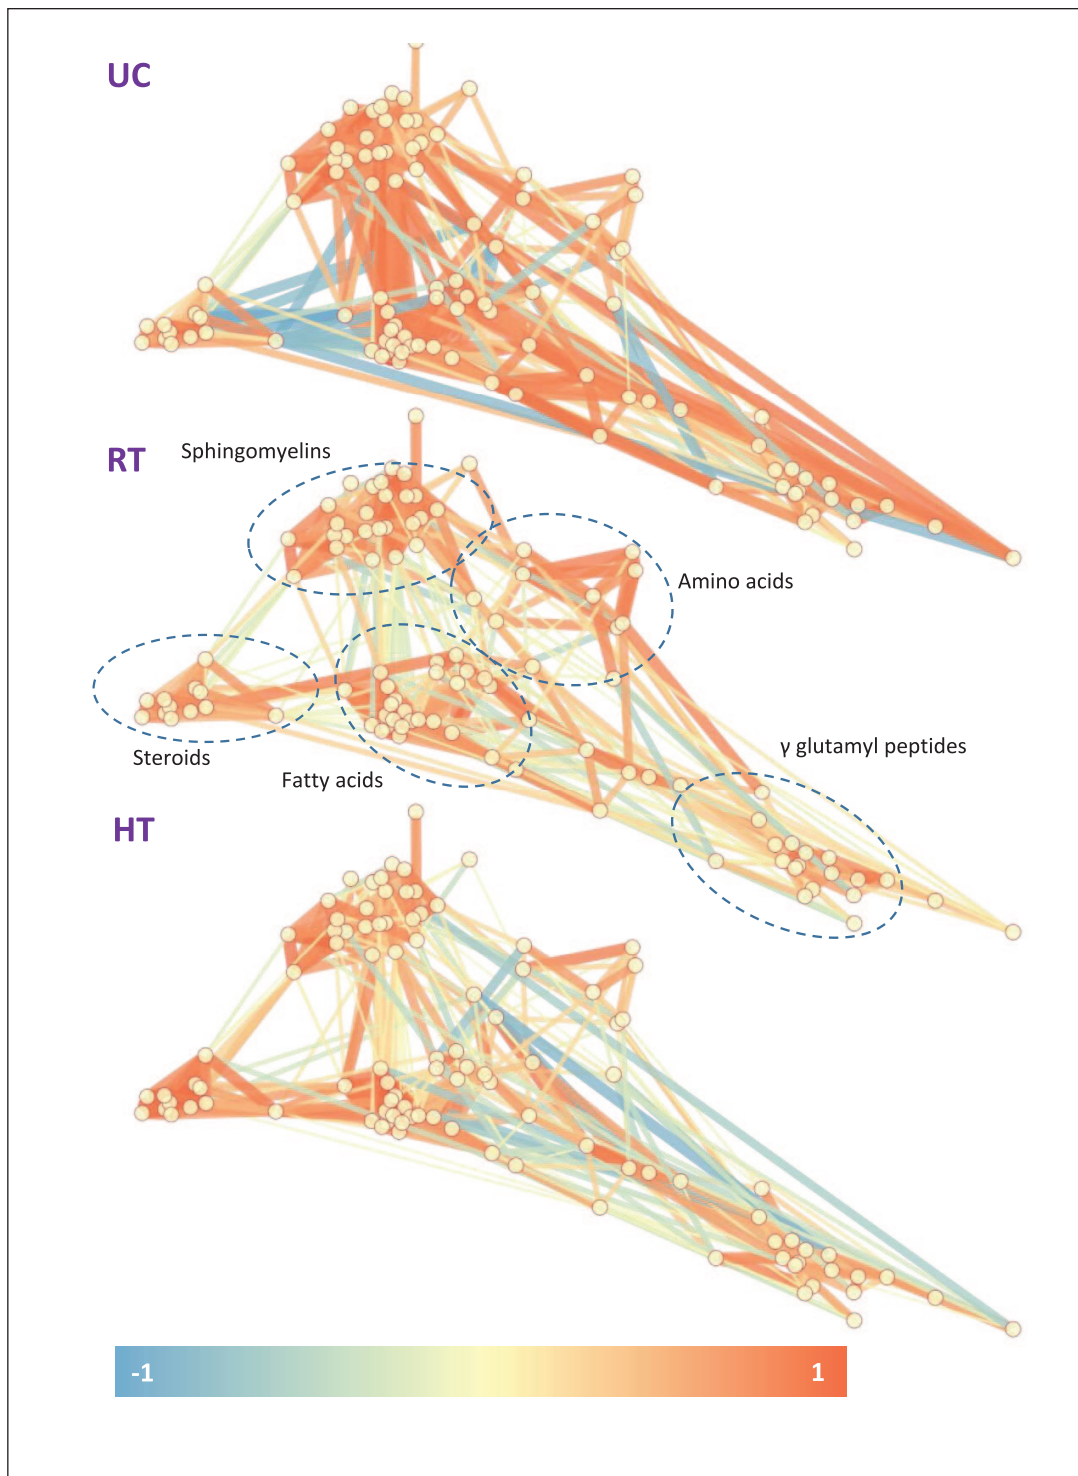 UC
RT
Sphingomyelins
Amino acids
Steroids
Fatty acids
γ glutamyl peptides
HT
-1
1